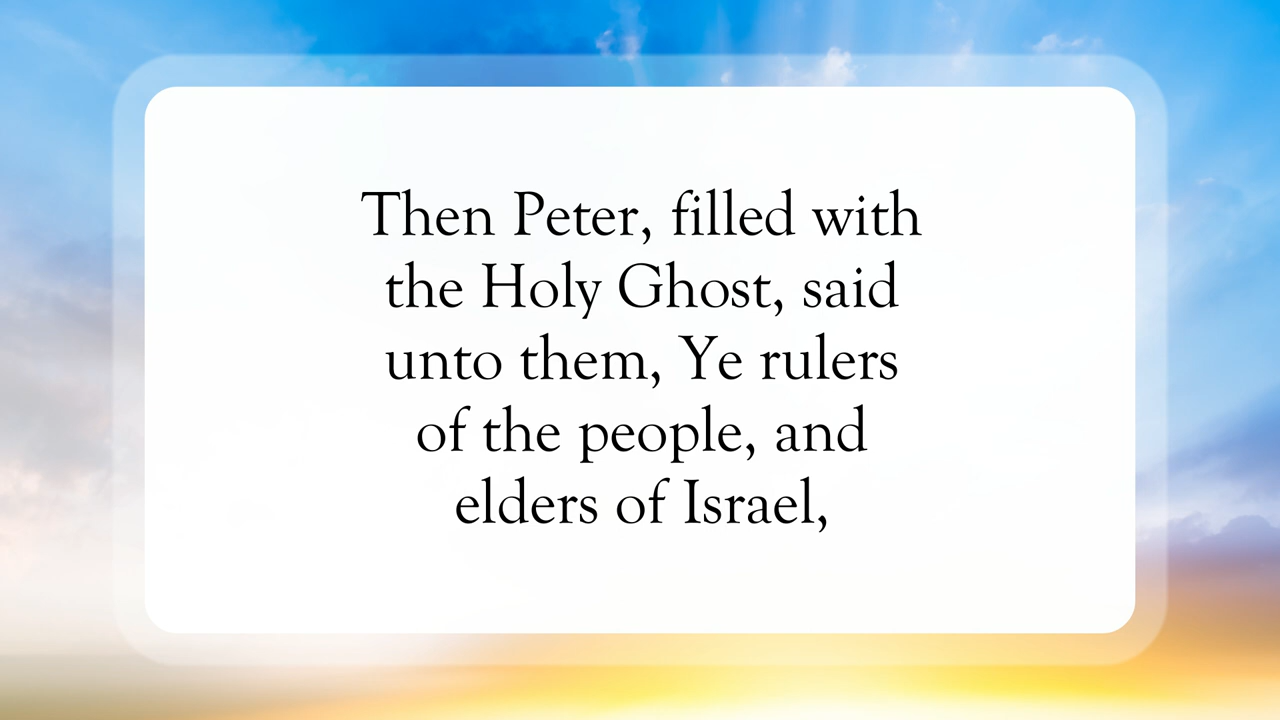 Then Peter, filled with
the Holy Ghost, said
unto them, Ye rulers
of the people, and
elders of Israel,